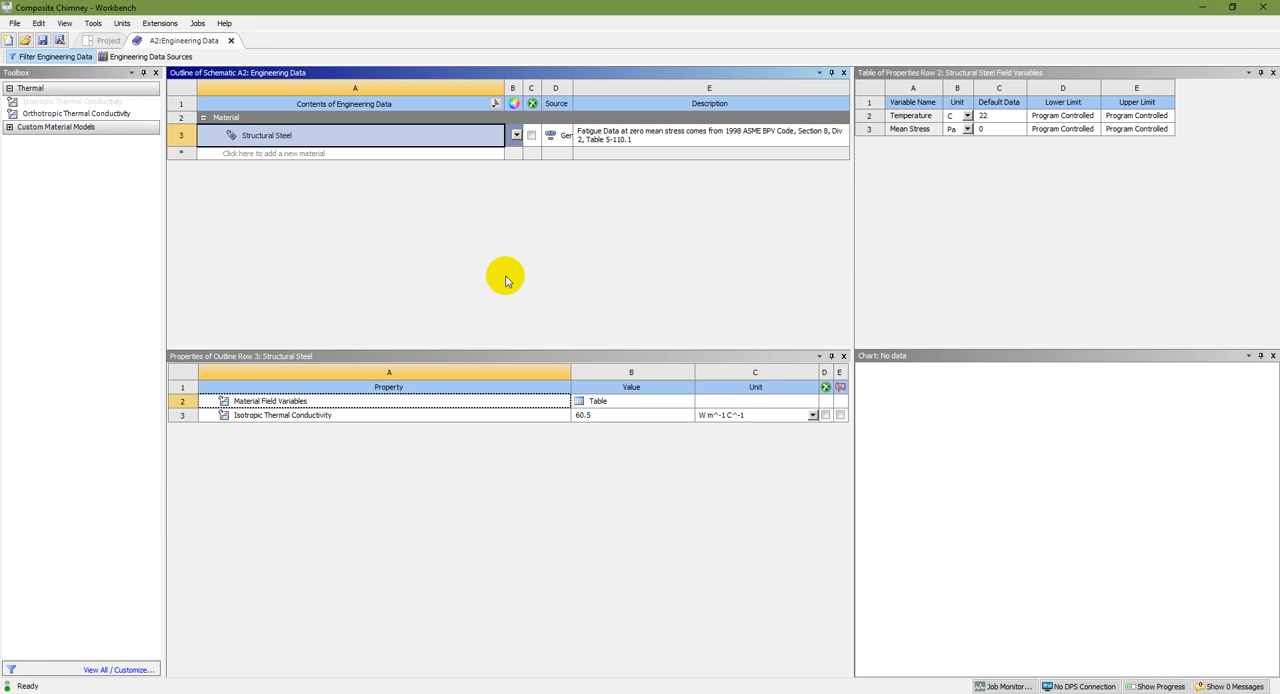 Composite Chimney - Workbench
File Edit View Tools Units Extensions Jobs Help
Project A2:Engineering Data
Filter Engineering Data Engineering Data Sources
Toolbox
Thermal
Isotropic Thermal Conductivity
Orthotropic Thermal Conductivity
Custom Material Models
View All / Customize...
Outline of Schematic A2: Engineering Data
A B C D E
1 Contents of Engineering Data Source Description
2 Material
3 Structural Steel Ger Fatigue Data at zero mean stress comes from 1998 ASME BPV Code, Section 8, Div
2, Table 5-110.1
* Click here to add a new material
Table of Properties Row 2: Structural Steel Field Variables
A B C D E
1 Variable Name Unit Default Data Lower Limit Upper Limit
2 Temperature C 22 Program Controlled Program Controlled
3 Mean Stress Pa 0 Program Controlled Program Controlled
Properties of Outline Row 3: Structural Steel
A B C D E
1 Property Value Unit
2 Material Field Variables Table
3 Isotropic Thermal Conductivity 60.5 W m^-1 C^-1
Chart: No data
Ready
Job Monitor... No DPS Connection Show Progress Show 0 Messages